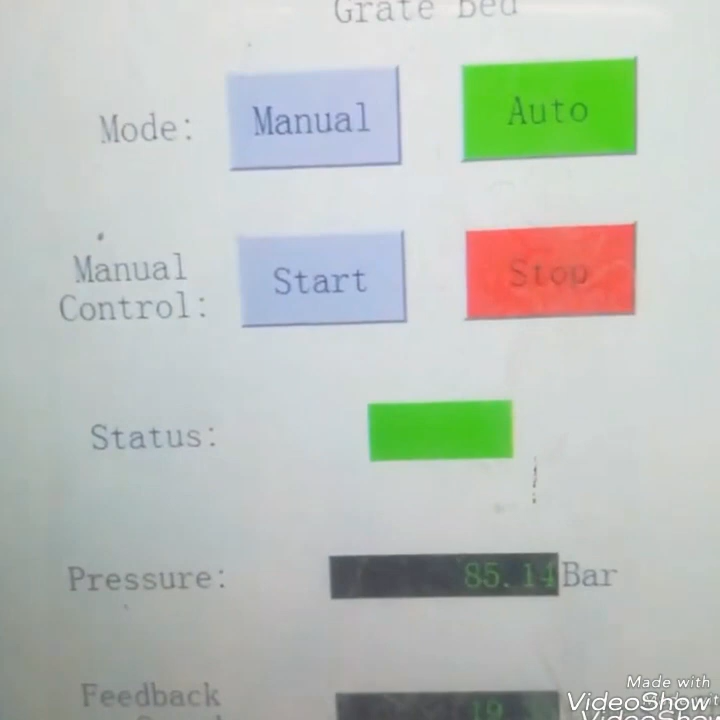 Grate Bed
Mode: Manual Auto
Manual
Control: Start Stop
Status:
Pressure: 85.14 Bar
Feedback
Made with
VideoShow